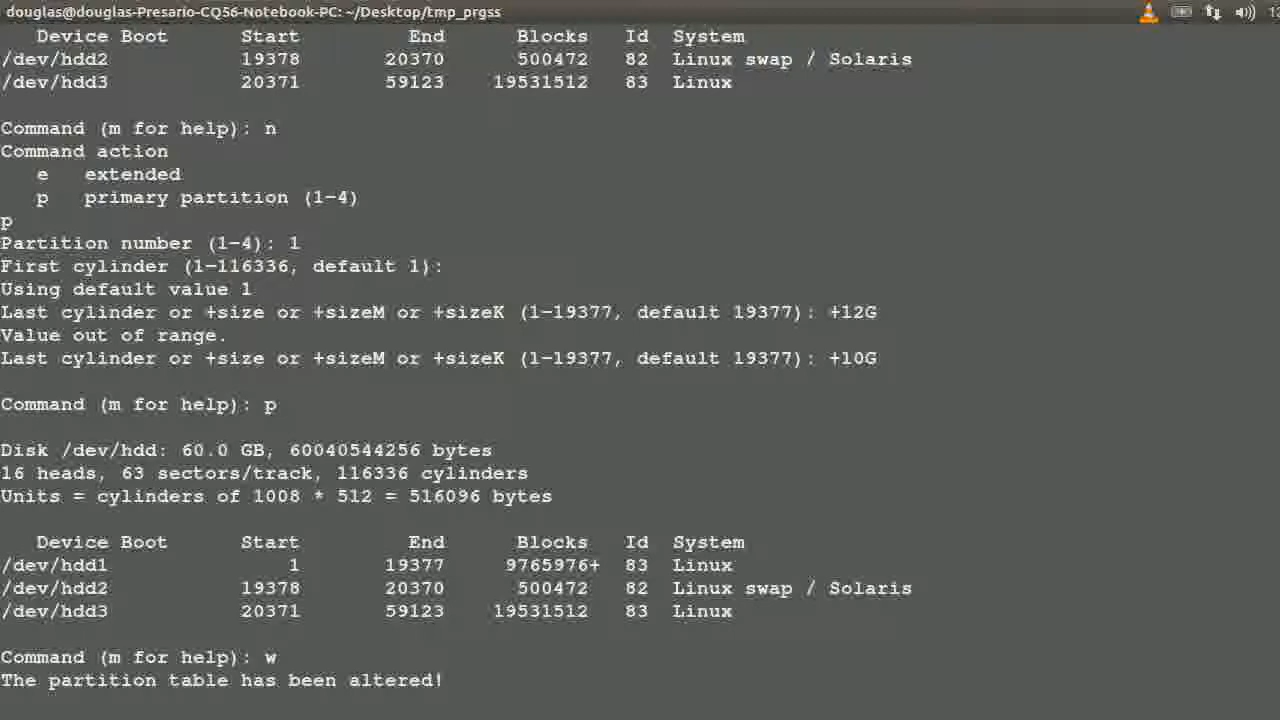 douglas@douglas-Presario-CQ56-Notebook-PC: ~/Desktop/tmp_prgss
Device Boot Start End Blocks Id System
/dev/hdd2 19378 20370 500472 82 Linux swap / Solaris
/dev/hdd3 20371 59123 19531512 83 Linux
Command (m for help): n
Command action
e extended
p primary partition (1-4)
p
Partition number (1-4): 1
First cylinder (1-116336, default 1):
Using default value 1
Last cylinder or +size or +sizeM or +sizeK (1-19377, default 19377): +12G
Value out of range.
Last cylinder or +size or +sizeM or +sizeK (1-19377, default 19377): +10G
Command (m for help): p
Disk /dev/hdd: 60.0 GB, 60040544256 bytes
16 heads, 63 sectors/track, 116336 cylinders
Units = cylinders of 1008 * 512 = 516096 bytes
Device Boot Start End Blocks Id System
/dev/hdd1 1 19377 9765976+ 83 Linux
/dev/hdd2 19378 20370 500472 82 Linux swap / Solaris
/dev/hdd3 20371 59123 19531512 83 Linux
Command (m for help): w
The partition table has been altered!